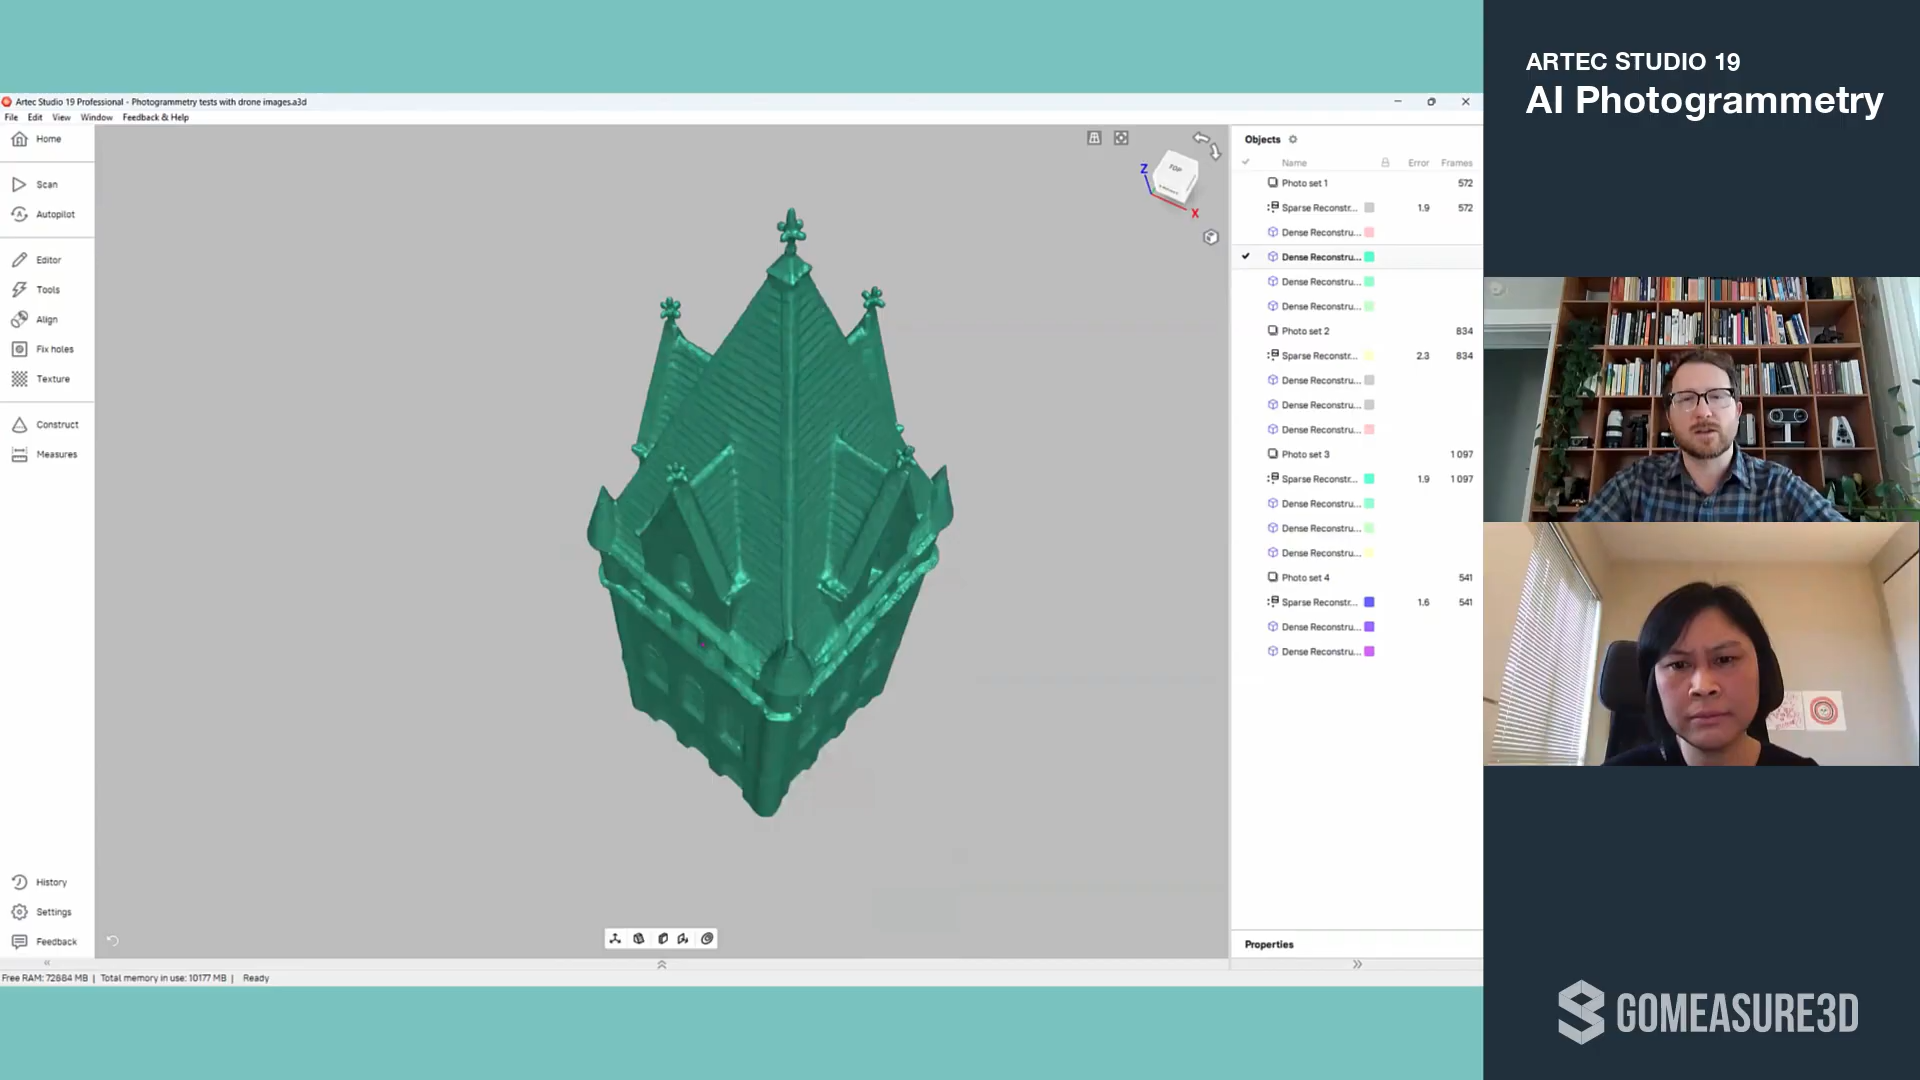 ARTEC STUDIO 19
AI Photogrammetry
Artec Studio 19 Professional - Photogrammetry tests with drone images.a3d
File Edit View Window Feedback & Help
Home
Scan
Autopilot
Editor
Tools
Align
Fix holes
Texture
Construct
Measures
History
Settings
Feedback
TOP
Z
X
Objects
Name Error Frames
Photo set 1 572
Sparse Reconstr... 1.9 572
Dense Reconstru...
Dense Reconstru...
Dense Reconstru...
Dense Reconstru...
Photo set 2 834
Sparse Reconstr... 2.3 834
Dense Reconstru...
Dense Reconstru...
Dense Reconstru...
Photo set 3 1 097
Sparse Reconstr... 1.9 1 097
Dense Reconstru...
Dense Reconstru...
Dense Reconstru...
Photo set 4 541
Sparse Reconstr... 1.6 541
Dense Reconstru...
Dense Reconstru...
Properties
Free RAM: 72684 MB | Total memory in use: 10177 MB | Ready
GOMEASURE3D